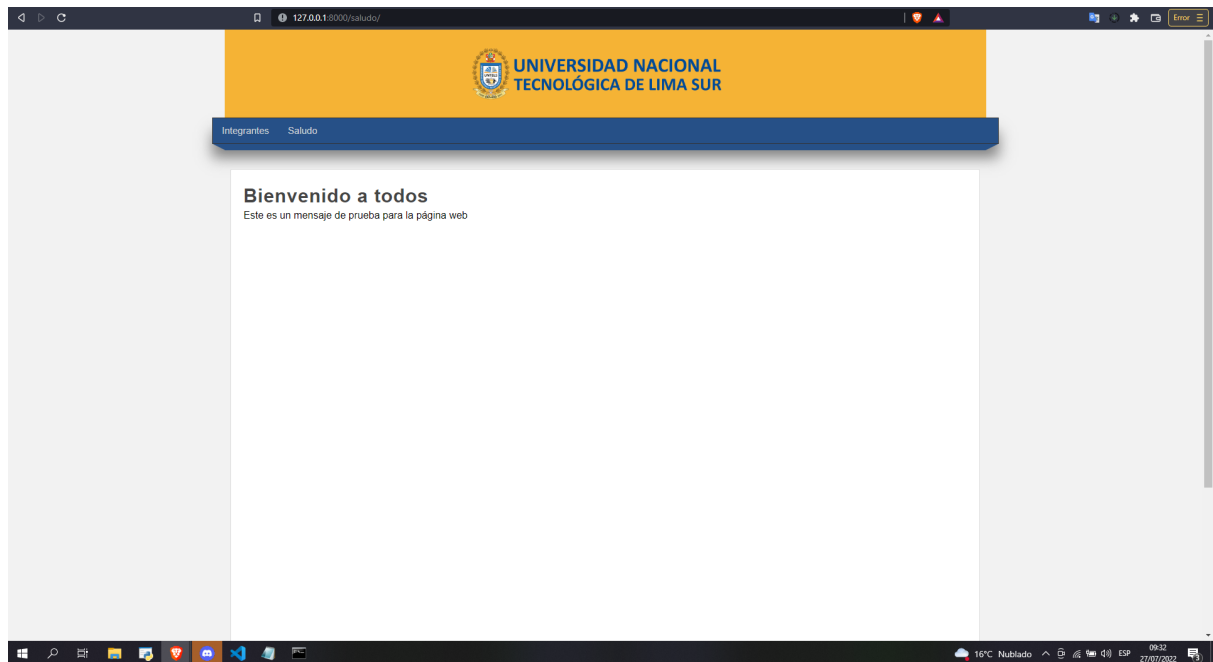 127.0.0.1:8000/saludo/
Error
UNIVERSIDAD NACIONAL
TECNOLÓGICA DE LIMA SUR
Integrantes Saludo
Bienvenido a todos
Este es un mensaje de prueba para la página web
16°C Nublado ESP 09:32
27/07/2022